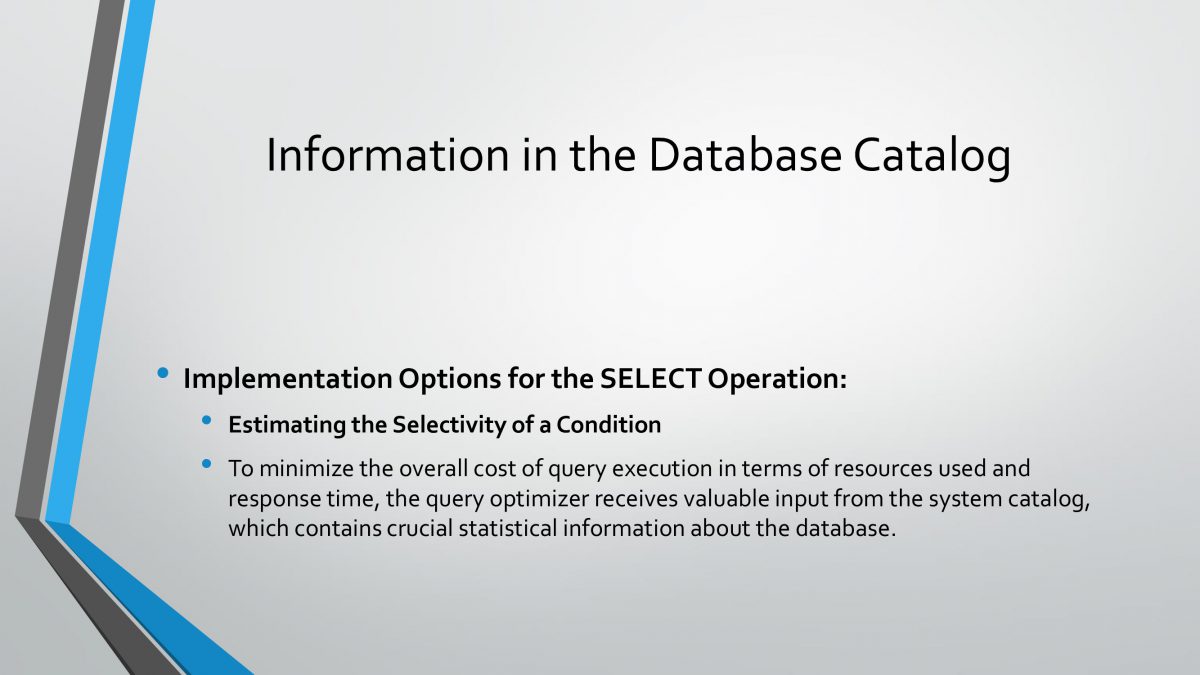 Information in the Database Catalog
• Implementation Options for the SELECT Operation:
• Estimating the Selectivity of a Condition
• To minimize the overall cost of query execution in terms of resources used and
response time, the query optimizer receives valuable input from the system catalog,
which contains crucial statistical information about the database.